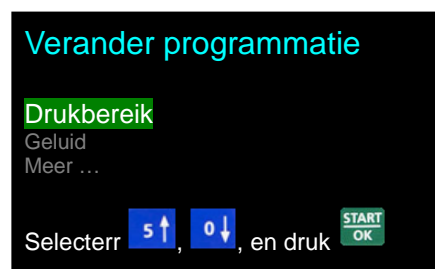 Verander programmatie
Drukbereik
Geluid
Meer ...
Selecterr 5↑, 0↓, en druk START OK